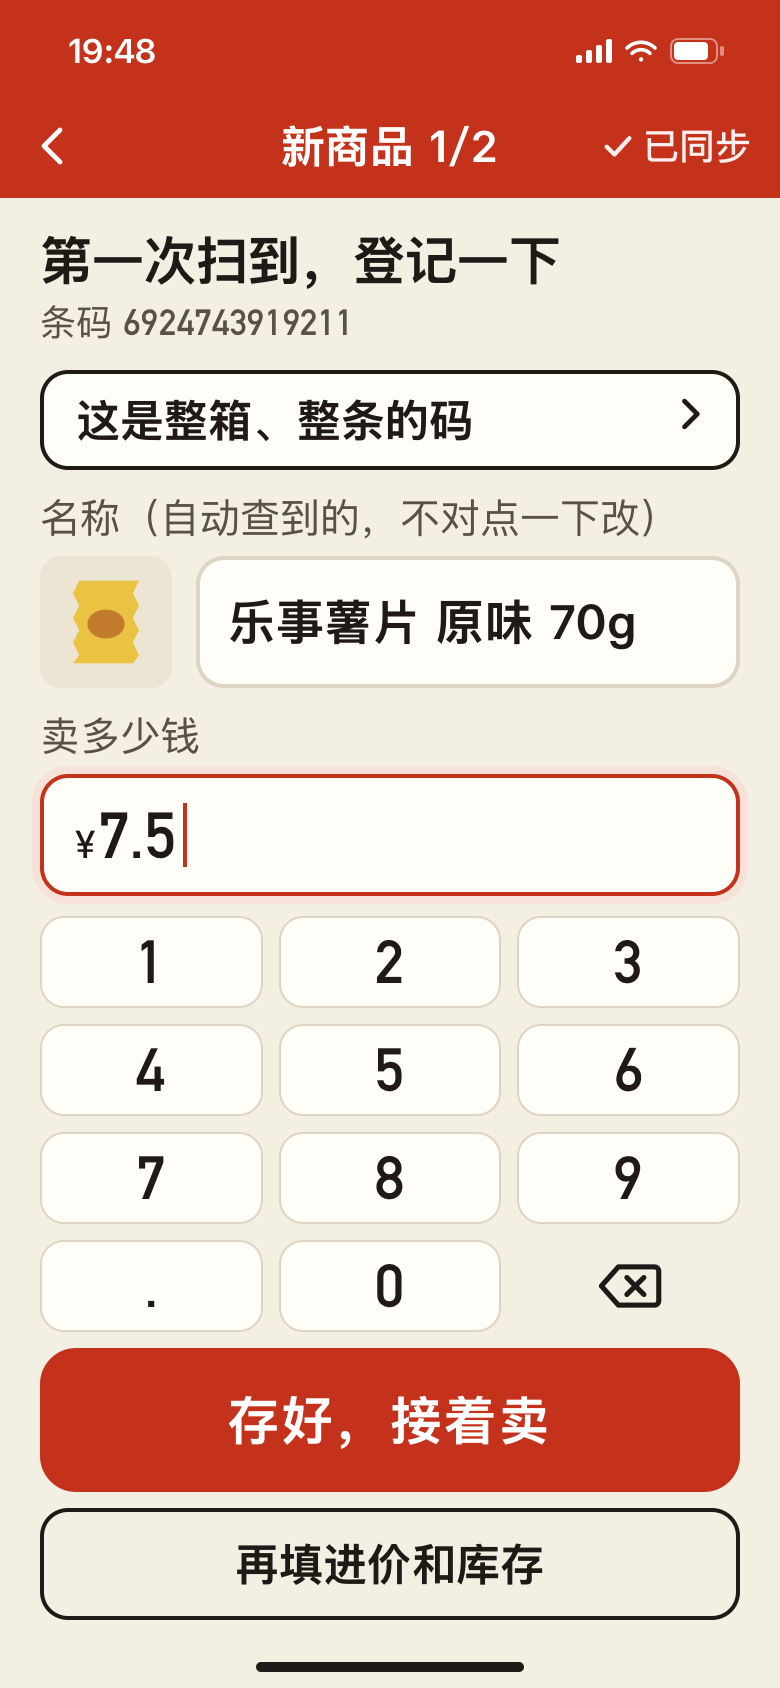 19:48
新商品 1/2
已同步
第一次扫到，登记一下
条码 6924743919211
这是整箱、整条的码
名称（自动查到的，不对点一下改）
乐事薯片 原味 70g
卖多少钱
¥7.5
1 2 3
4 5 6
7 8 9
. 0
存好，接着卖
再填进价和库存